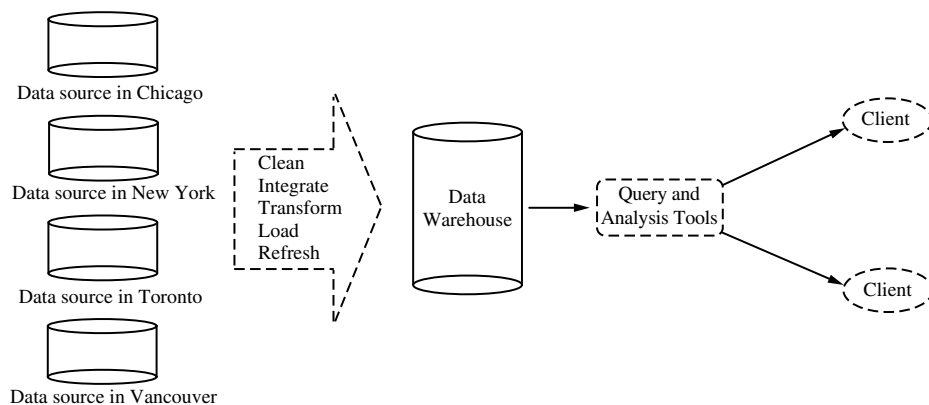 Data source in Chicago
Data source in New York
Data source in Toronto
Data source in Vancouver
Clean
Integrate
Transform
Load
Refresh
Data
Warehouse
Query and
Analysis Tools
Client
Client